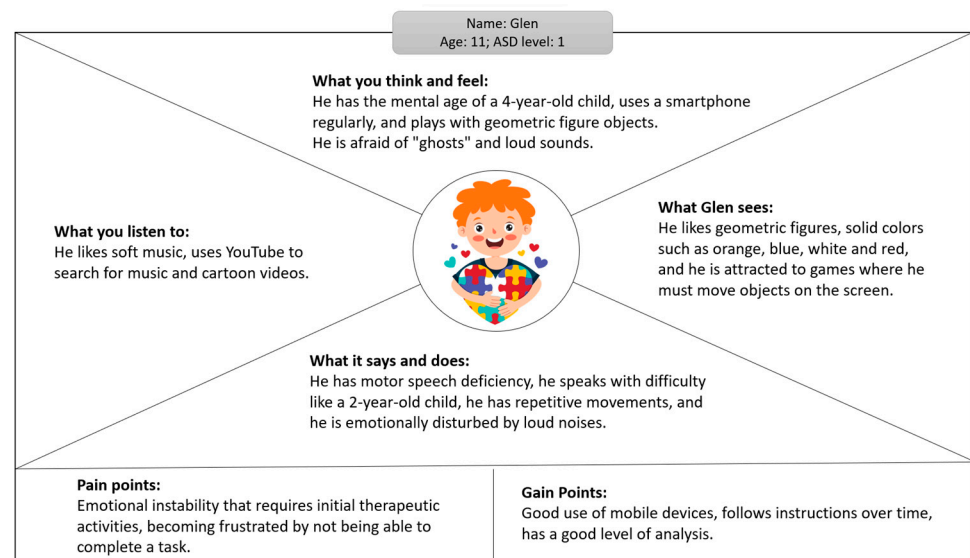 Name: Glen
Age: 11; ASD level: 1
What you think and feel:
He has the mental age of a 4-year-old child, uses a smartphone
regularly, and plays with geometric figure objects.
He is afraid of "ghosts" and loud sounds.
What you listen to:
He likes soft music, uses YouTube to
search for music and cartoon videos.
What Glen sees:
He likes geometric figures, solid colors
such as orange, blue, white and red,
and he is attracted to games where he
must move objects on the screen.
What it says and does:
He has motor speech deficiency, he speaks with difficulty
like a 2-year-old child, he has repetitive movements, and
he is emotionally disturbed by loud noises.
Pain points:
Emotional instability that requires initial therapeutic
activities, becoming frustrated by not being able to
complete a task.
Gain Points:
Good use of mobile devices, follows instructions over time,
has a good level of analysis.